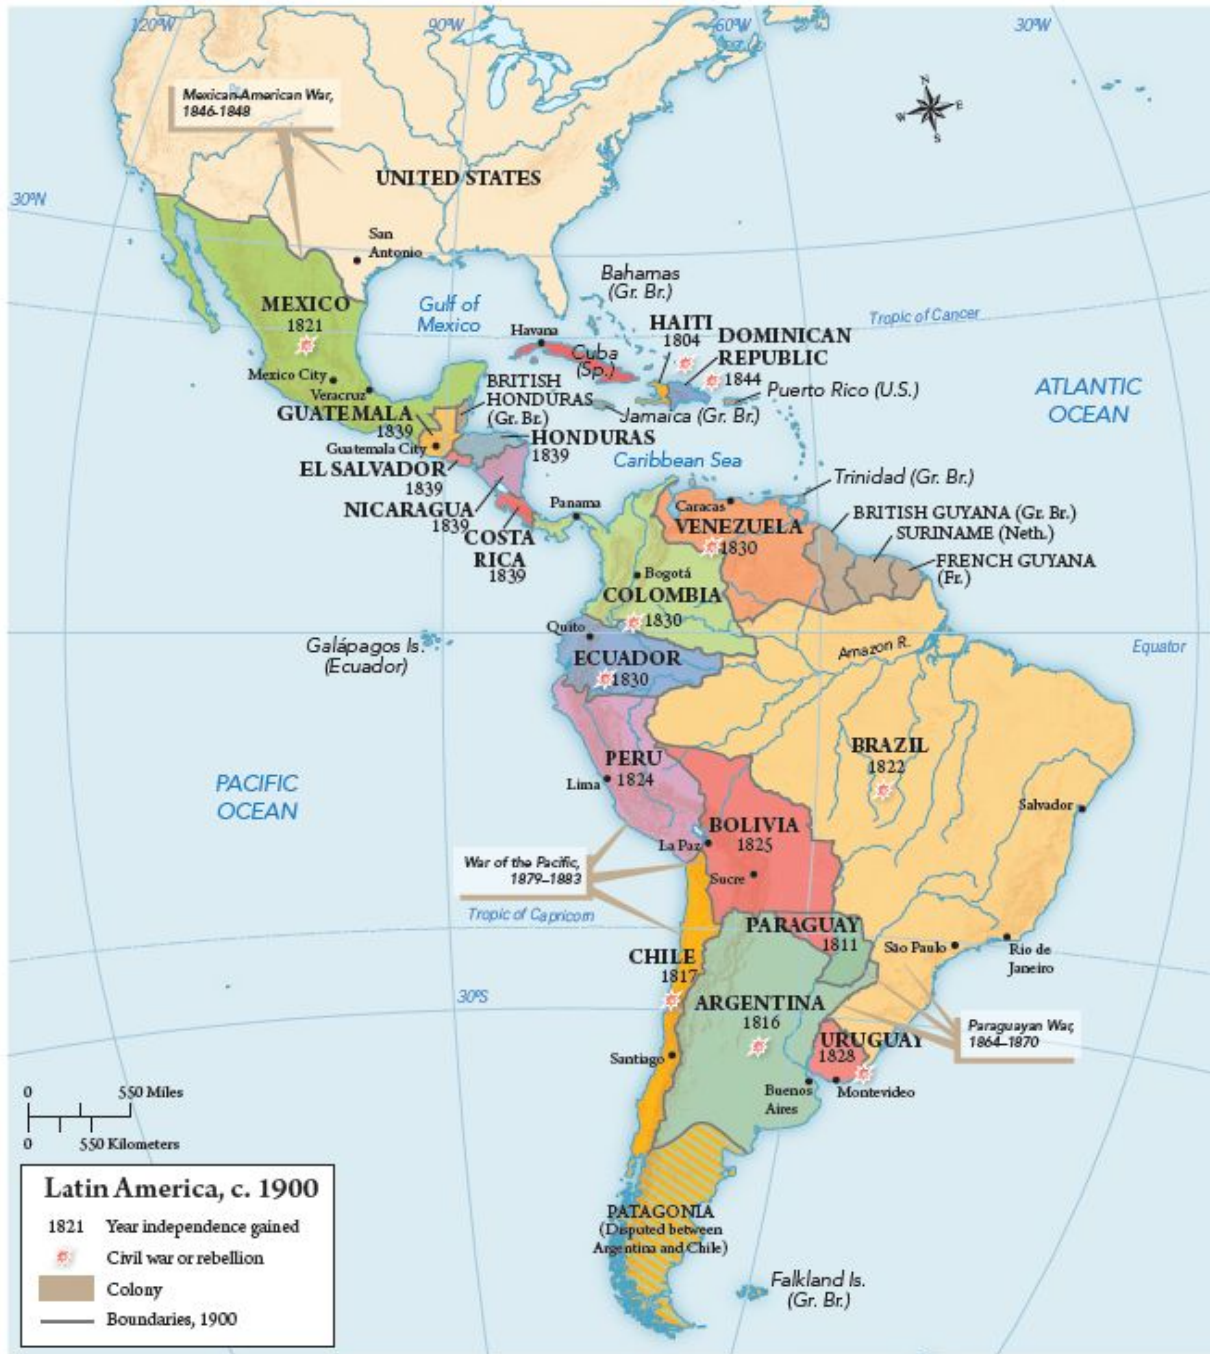 120ºW
90ºW
60ºW
30ºW
Mexican-American War,
1846-1848
N
W
E
S
UNITED STATES
30ºN
San
Antonio
Bahamas
(Gr. Br.)
MEXICO
1821
Gulf of
Mexico
Tropic of Cancer
HAITI
1804
DOMINICAN
REPUBLIC
1844
Havana
Cuba
(Sp.)
Mexico City
Veracruz
BRITISH
HONDURAS
(Gr. Br.)
Puerto Rico (U.S.)
Jamaica (Gr. Br.)
ATLANTIC
OCEAN
GUATEMALA
1839
Guatemala City
HONDURAS
1839
EL SALVADOR
1839
Caribbean Sea
NICARAGUA
1839
Panama
Trinidad (Gr. Br.)
COSTA
RICA
1839
Caracas
VENEZUELA
1830
BRITISH GUYANA (Gr. Br.)
SURINAME (Neth.)
FRENCH GUYANA
(Fr.)
Bogotá
COLOMBIA
1830
Quito
Galápagos Is.
(Ecuador)
ECUADOR
1830
Amazon R.
Equator
PERU
1824
Lima
BRAZIL
1822
PACIFIC
OCEAN
Salvador
BOLIVIA
1825
La Paz
Sucre
War of the Pacific,
1879–1883
Tropic of Capricorn
PARAGUAY
1811
São Paulo
Rio de
Janeiro
CHILE
1817
30ºS
ARGENTINA
1816
Paraguayan War,
1864–1870
URUGUAY
1828
Santiago
Buenos
Aires
Montevideo
0
550 Miles
0
550 Kilometers
PATAGONIA
(Disputed between
Argentina and Chile)
Falkland Is.
(Gr. Br.)
Latin America, c. 1900
1821 Year independence gained
Civil war or rebellion
Colony
Boundaries, 1900